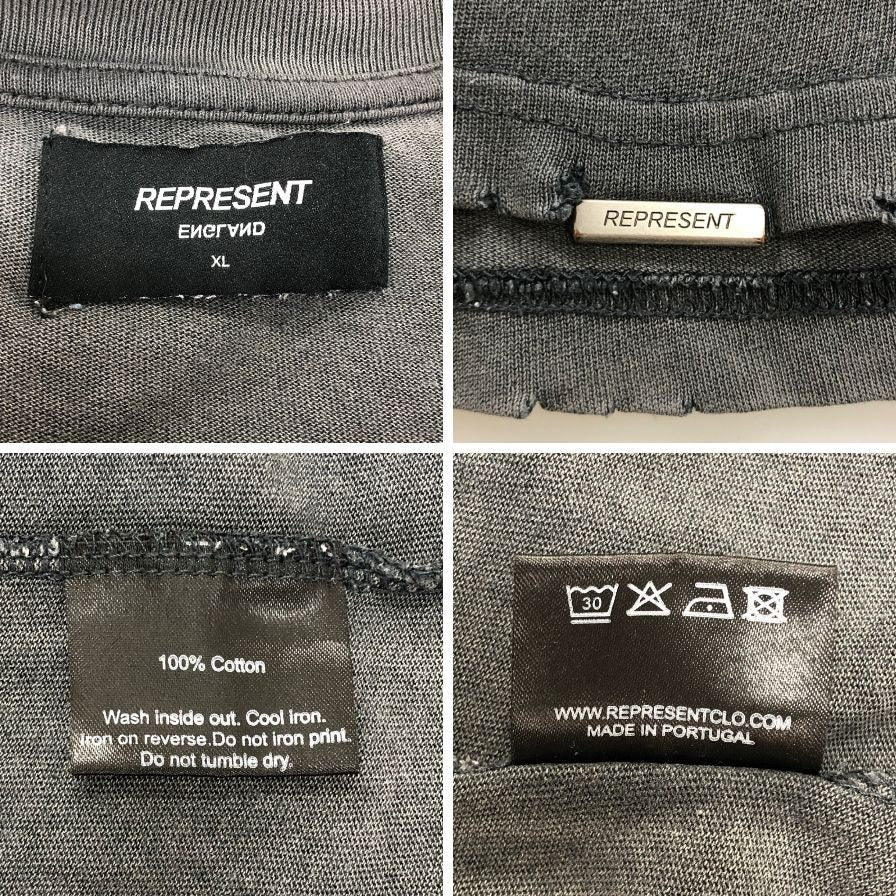 REPRESENT
ENGLAND
XL
REPRESENT
100% Cotton
Wash inside out. Cool iron.
Iron on reverse.Do not iron print.
Do not tumble dry.
30
WWW.REPRESENTCLO.COM
MADE IN PORTUGAL